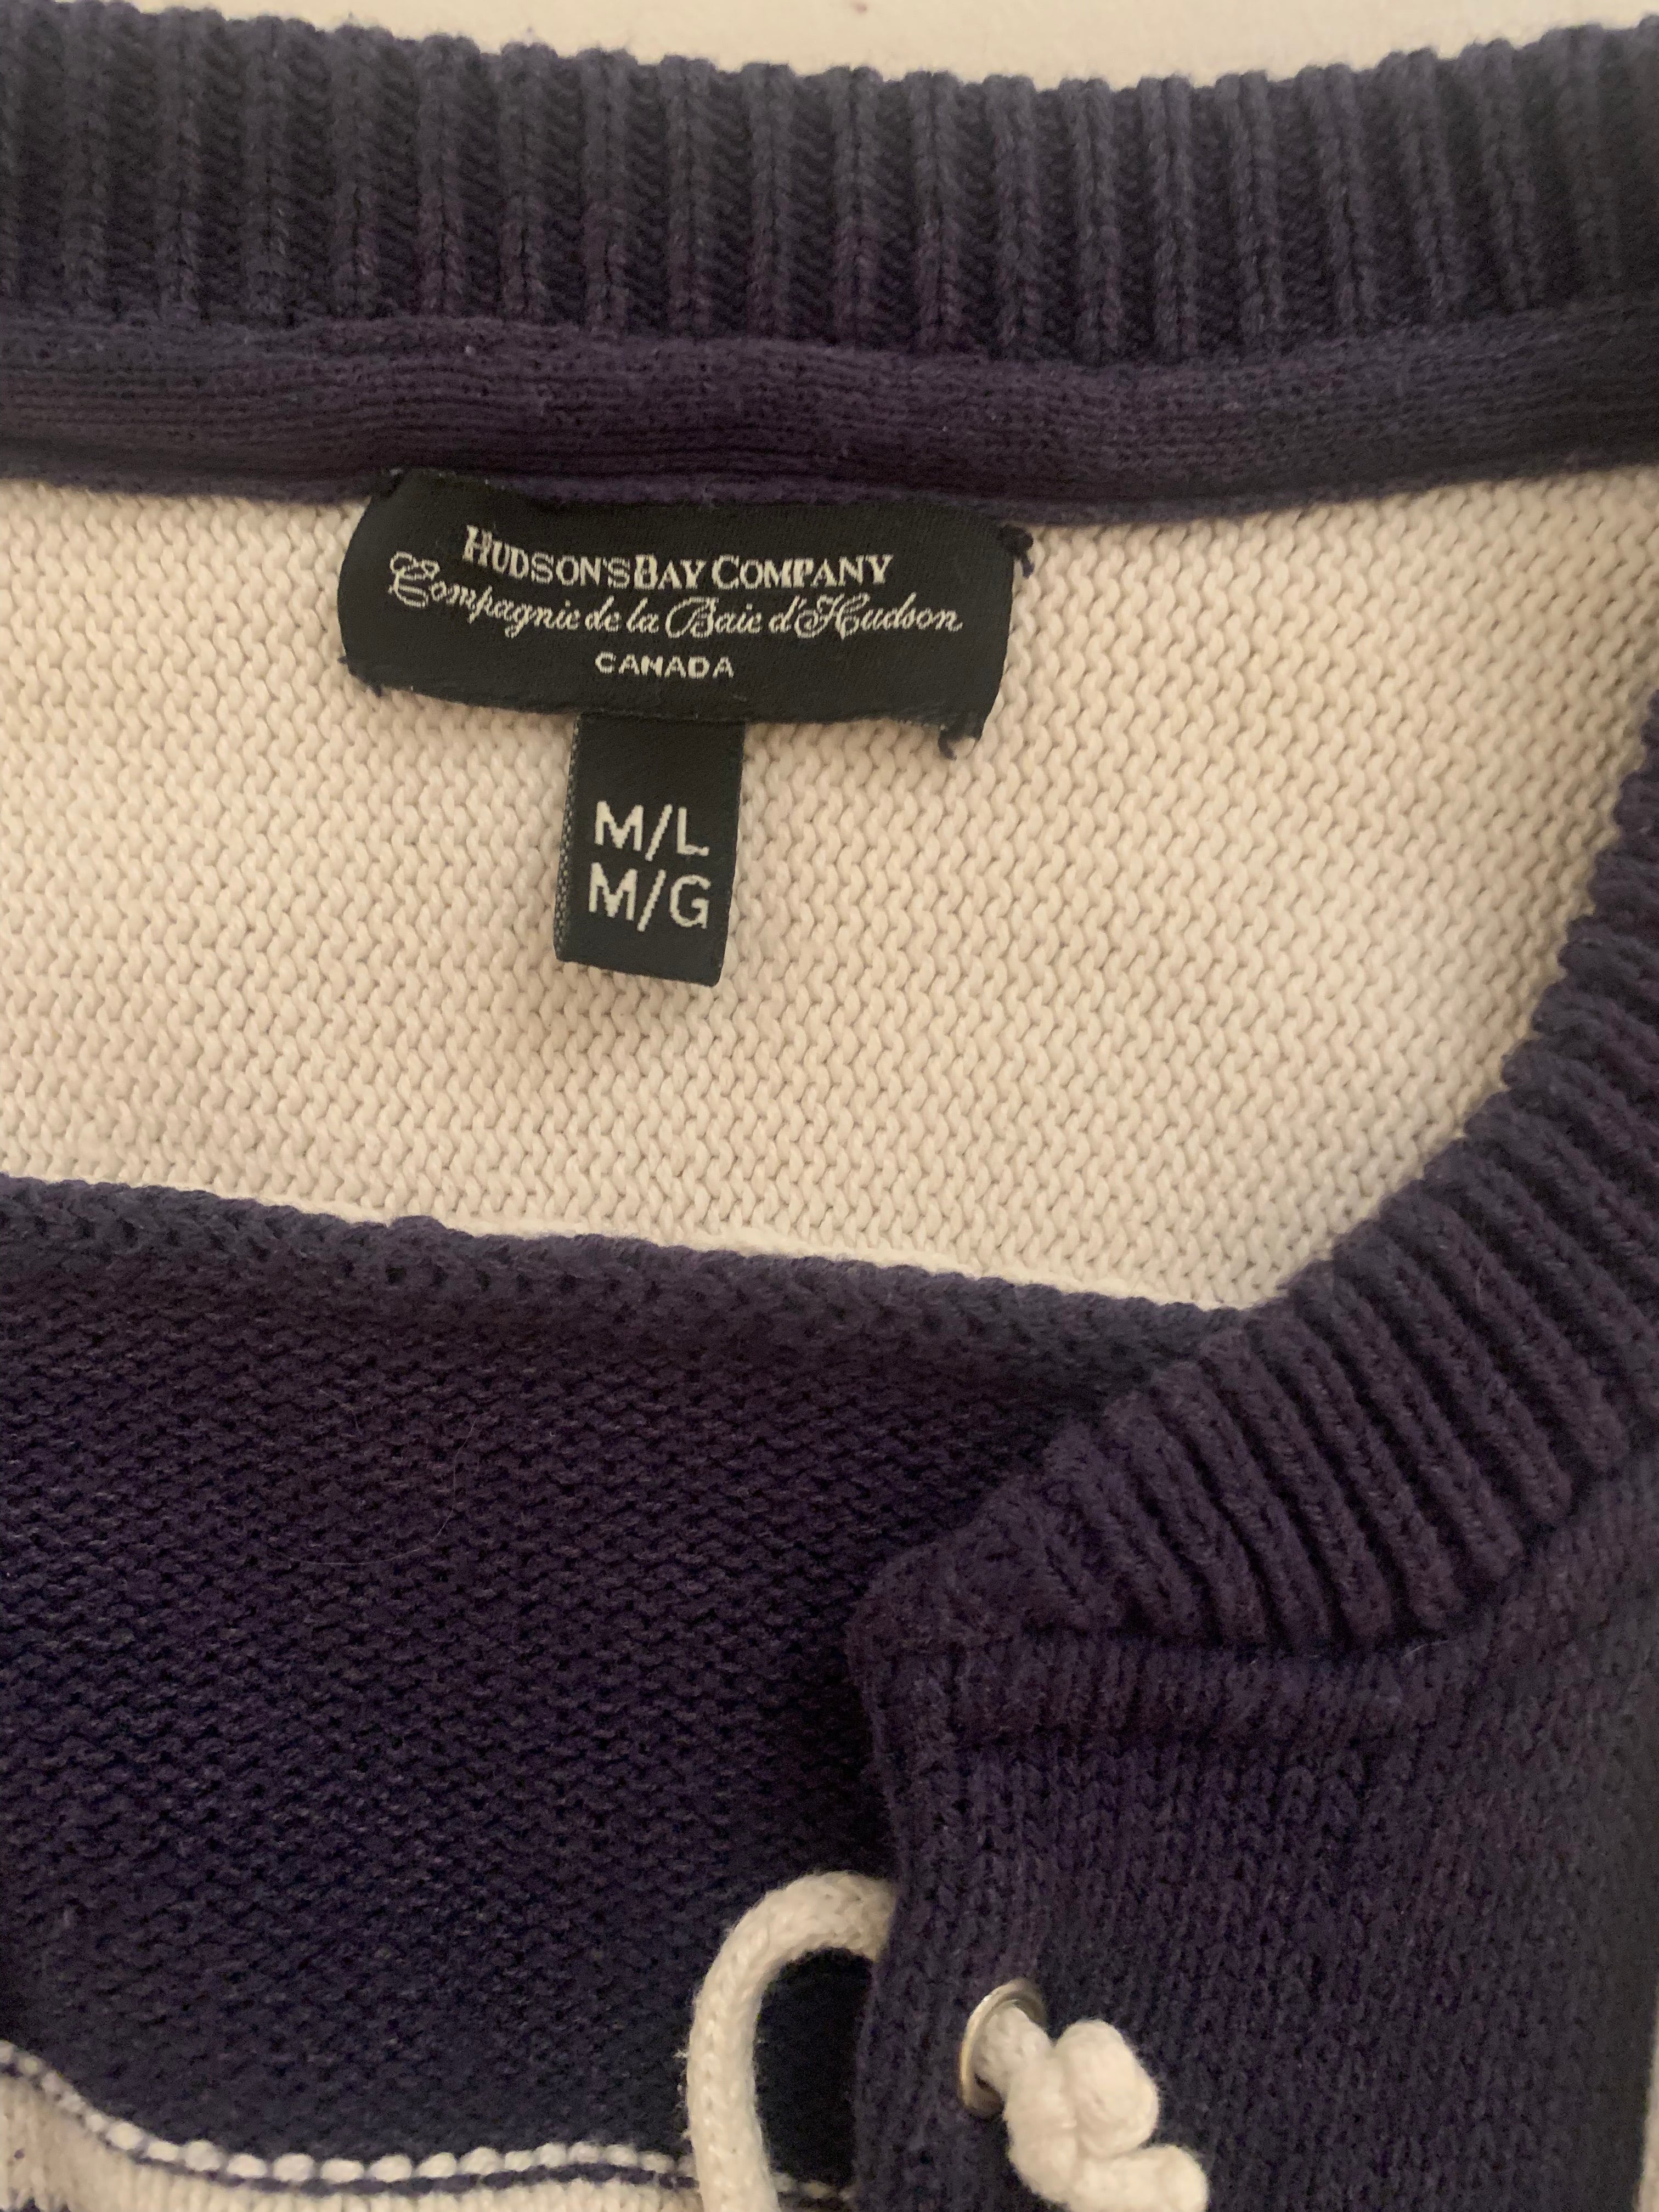 HUDSON'S BAY COMPANY
Compagnie de la Baie d'Hudson
CANADA
M/L
M/G